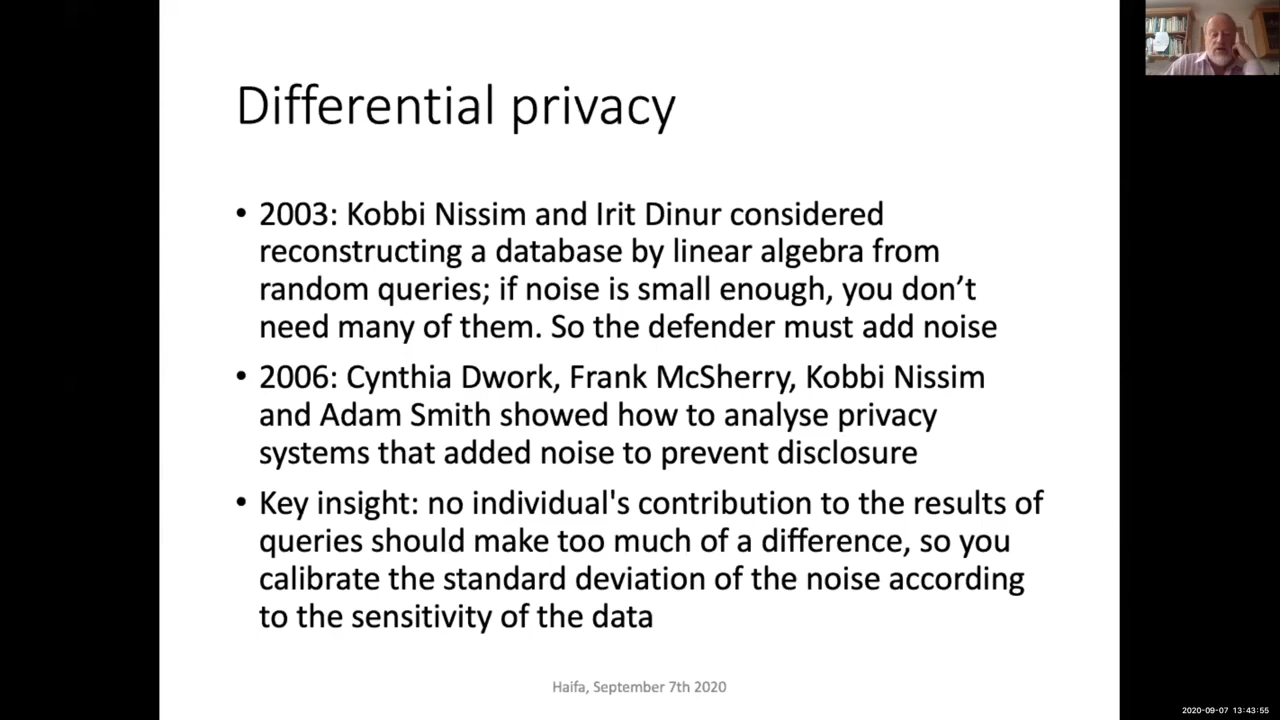 Differential privacy
• 2003: Kobbi Nissim and Irit Dinur considered
reconstructing a database by linear algebra from
random queries; if noise is small enough, you don’t
need many of them. So the defender must add noise
• 2006: Cynthia Dwork, Frank McSherry, Kobbi Nissim
and Adam Smith showed how to analyse privacy
systems that added noise to prevent disclosure
• Key insight: no individual's contribution to the results of
queries should make too much of a difference, so you
calibrate the standard deviation of the noise according
to the sensitivity of the data
Haifa, September 7th 2020
2020-09-07 13:43:55